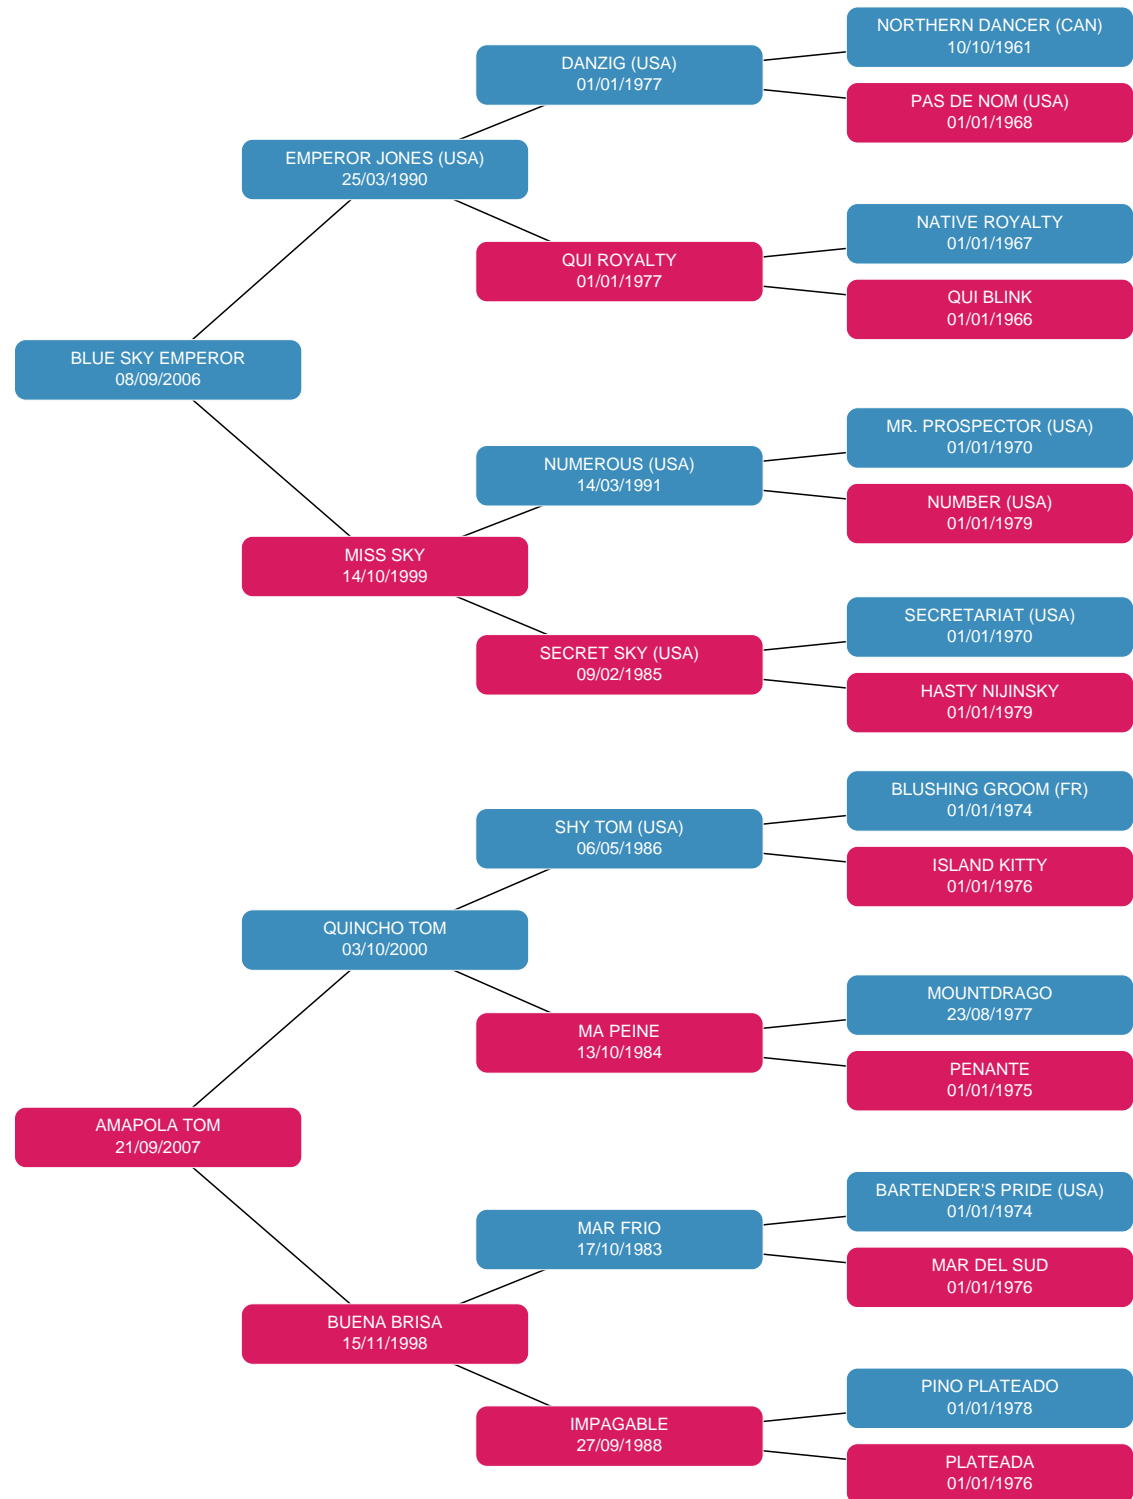 NORTHERN DANCER (CAN)
10/10/1961
DANZIG (USA)
01/01/1977
PAS DE NOM (USA)
01/01/1968
EMPEROR JONES (USA)
25/03/1990
NATIVE ROYALTY
01/01/1967
QUI ROYALTY
01/01/1977
QUI BLINK
01/01/1966
BLUE SKY EMPEROR
08/09/2006
MR. PROSPECTOR (USA)
01/01/1970
NUMEROUS (USA)
14/03/1991
NUMBER (USA)
01/01/1979
MISS SKY
14/10/1999
SECRETARIAT (USA)
01/01/1970
SECRET SKY (USA)
09/02/1985
HASTY NIJINSKY
01/01/1979
BLUSHING GROOM (FR)
01/01/1974
SHY TOM (USA)
06/05/1986
ISLAND KITTY
01/01/1976
QUINCHO TOM
03/10/2000
MOUNTDRAGO
23/08/1977
MA PEINE
13/10/1984
PENANTE
01/01/1975
AMAPOLA TOM
21/09/2007
BARTENDER'S PRIDE (USA)
01/01/1974
MAR FRIO
17/10/1983
MAR DEL SUD
01/01/1976
BUENA BRISA
15/11/1998
PINO PLATEADO
01/01/1978
IMPAGABLE
27/09/1988
PLATEADA
01/01/1976